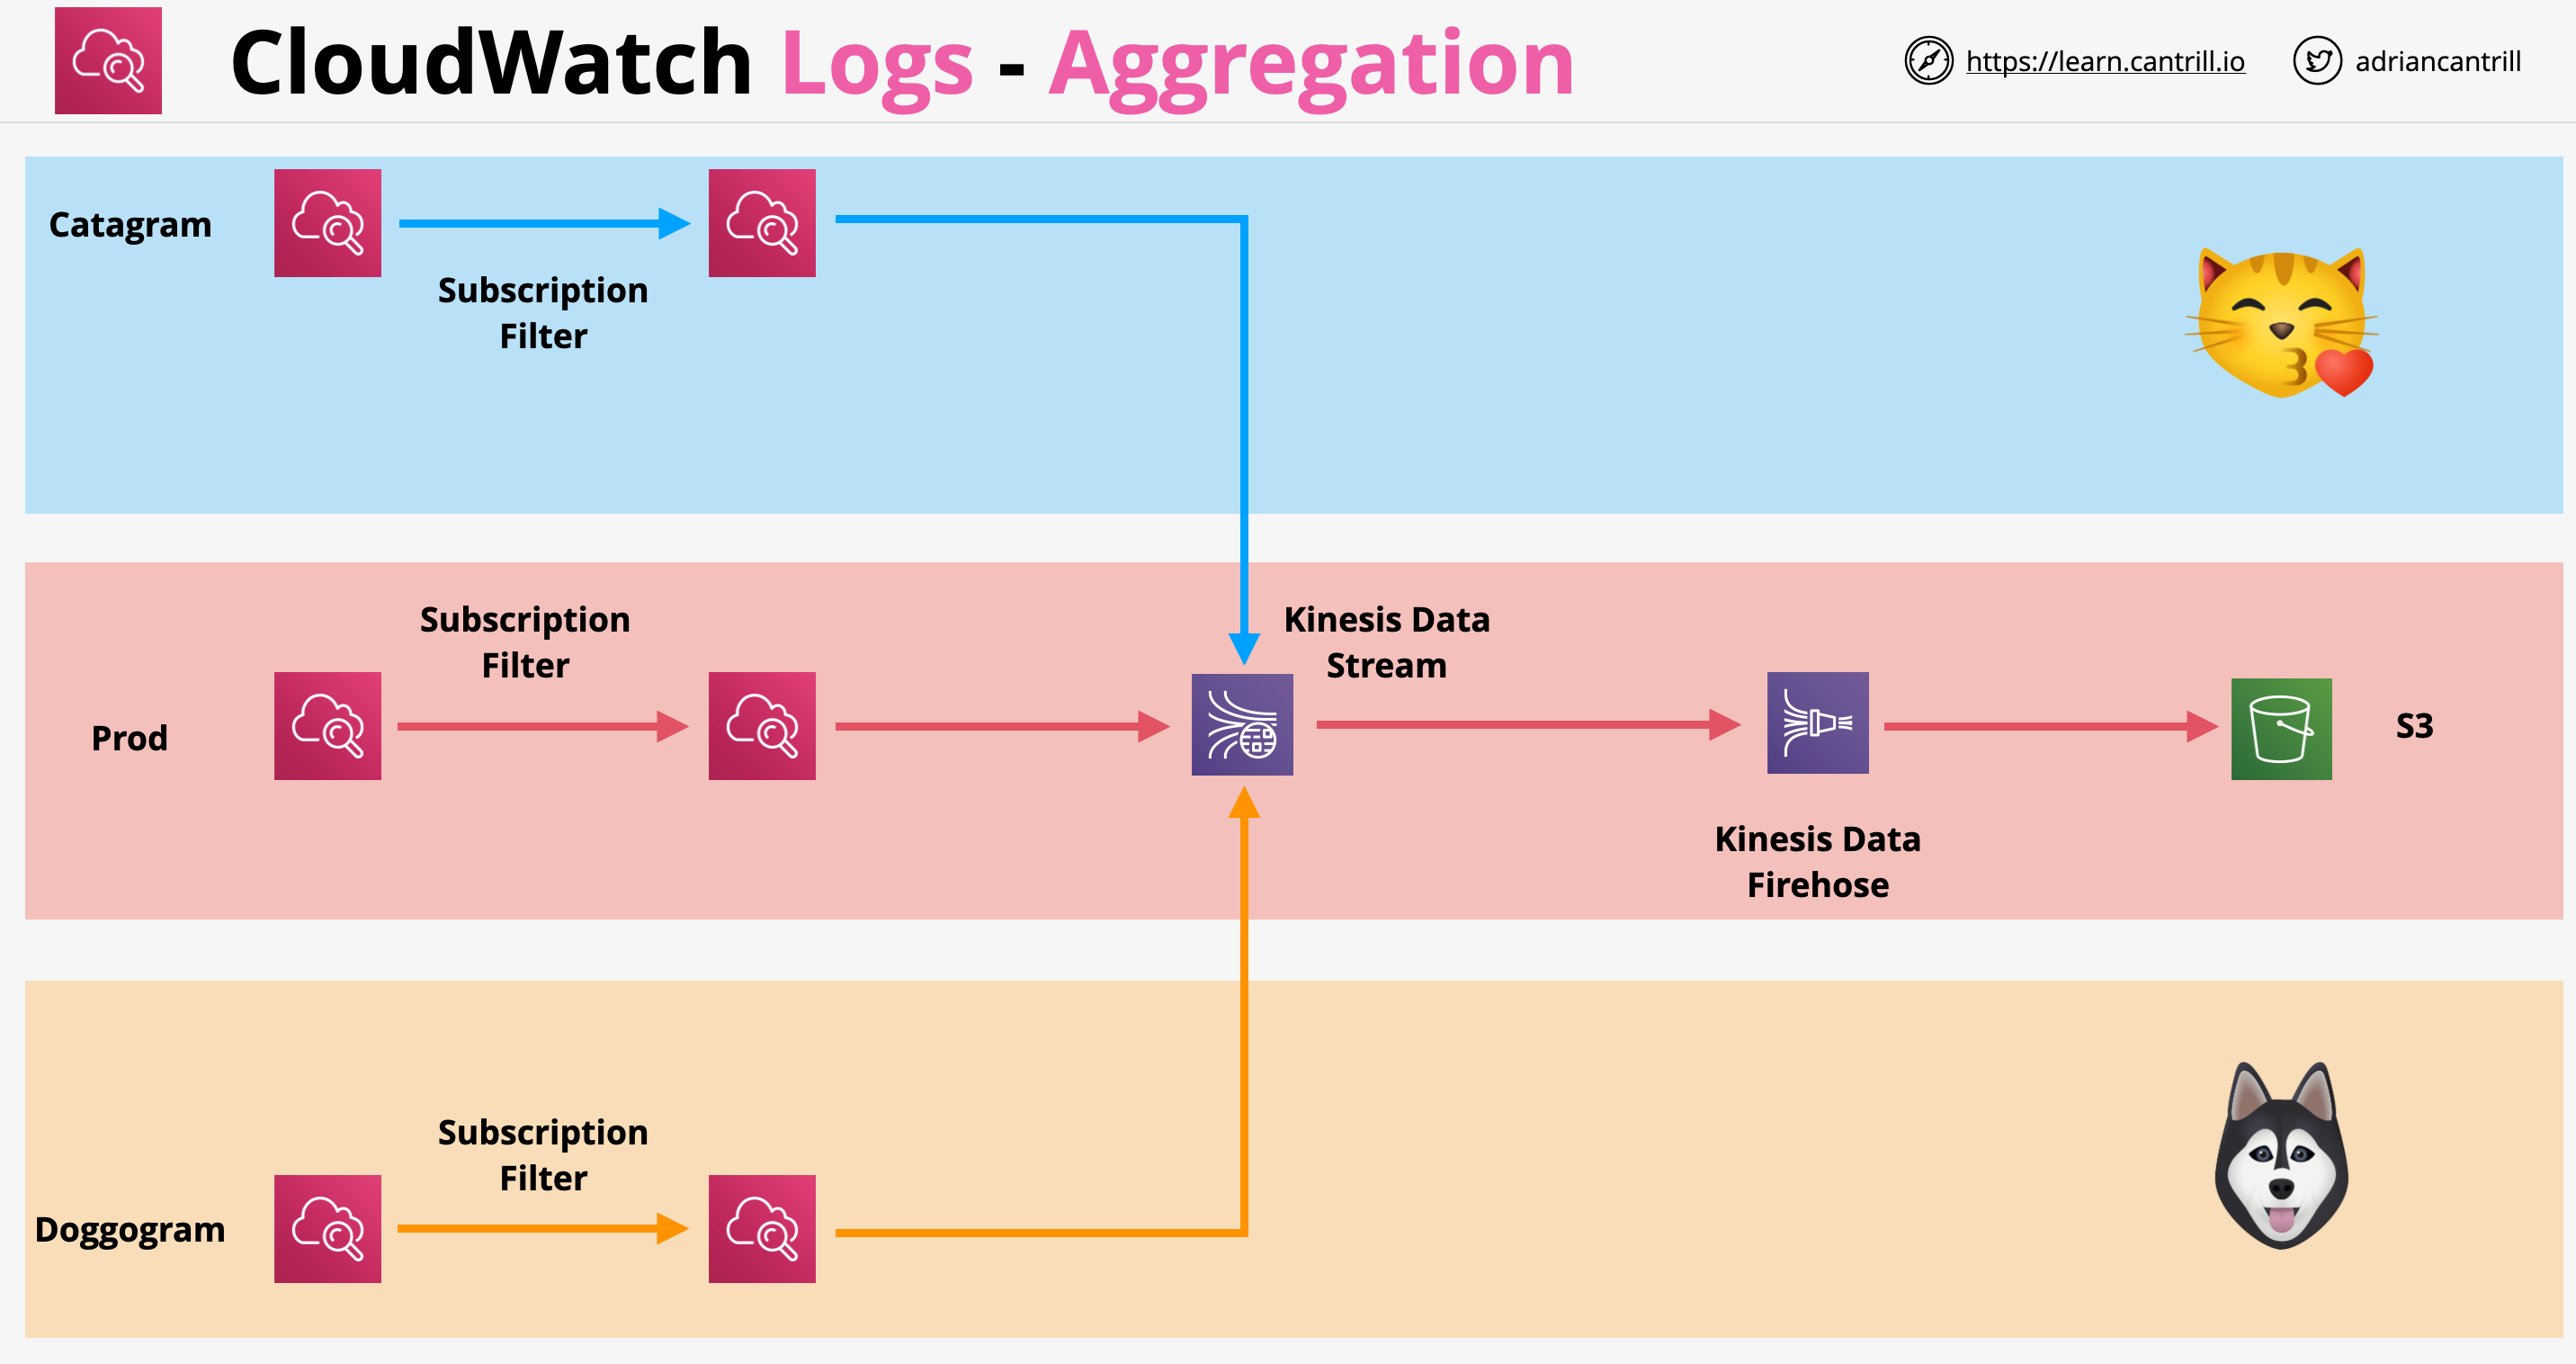 CloudWatch Logs - Aggregation
https://learn.cantrill.io
adriancantrill
Catagram
Subscription
Filter
Subscription
Filter
Kinesis Data
Stream
Prod
S3
Kinesis Data
Firehose
Subscription
Filter
Doggogram